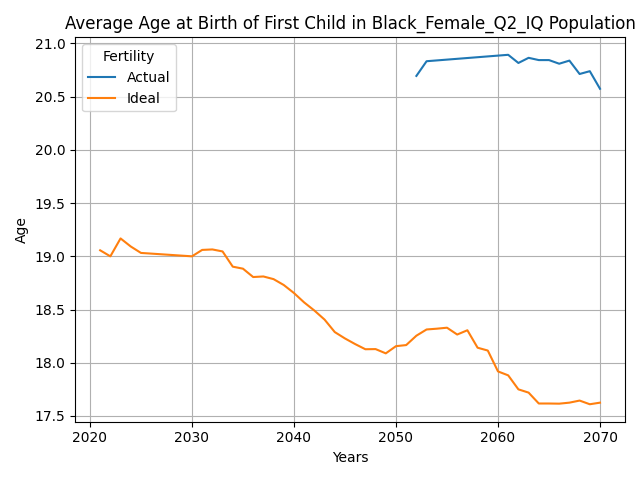 Average Age at Birth of First Child in Black_Female_Q2_IQ Population
Fertility
Actual
Ideal
21.0
20.5
20.0
19.5
19.0
18.5
18.0
17.5
Age
2020
2030
2040
2050
2060
2070
Years